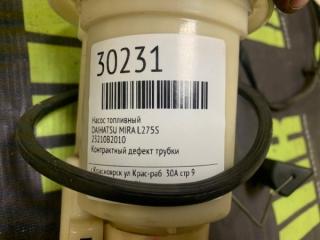 30231
Насос топливный
DAIHATSU MIRA L275S
23210B2010
Контрактный дефект трубки
г.Красноярск ул Крас-раб 30А стр 9